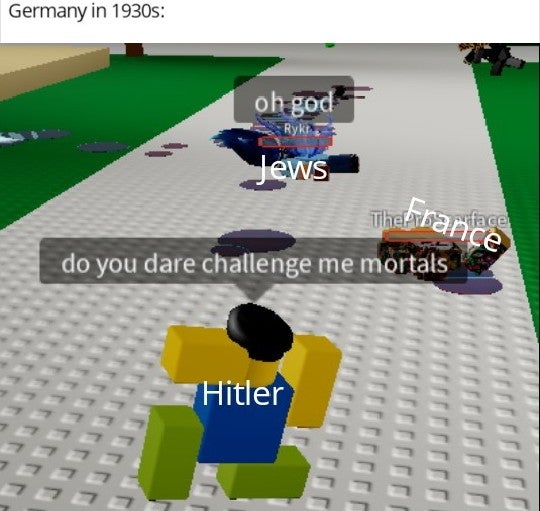 Germany in 1930s:
oh god
Rykr
Jews
France
do you dare challenge me mortals
Hitler